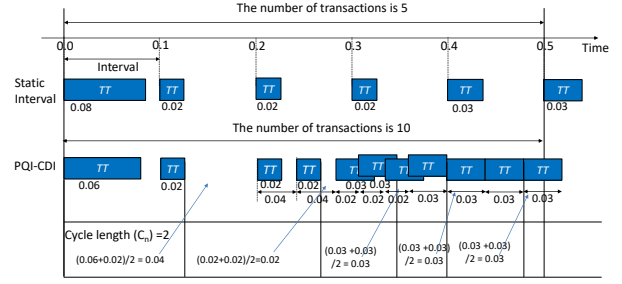 The number of transactions is 5
0.0 0.1 0.2 0.3 0.4 0.5 Time
Interval
Static Interval
TT TT TT TT TT TT
0.08 0.02 0.02 0.02 0.03 0.03
The number of transactions is 10
PQI-CDI
TT TT TT TT TT TT TT TT TT TT TT
0.06 0.02 0.02 0.02 0.03 0.03
0.04 0.04 0.02 0.02 0.03 0.03 0.03 0.03
0.02 0.03
Cycle length (Cn) =2
(0.06+0.02)/2 = 0.04 (0.02+0.02)/2=0.02 (0.03 +0.03) /2 = 0.03 (0.03 +0.03) /2 = 0.03 (0.03 +0.03) /2 = 0.03